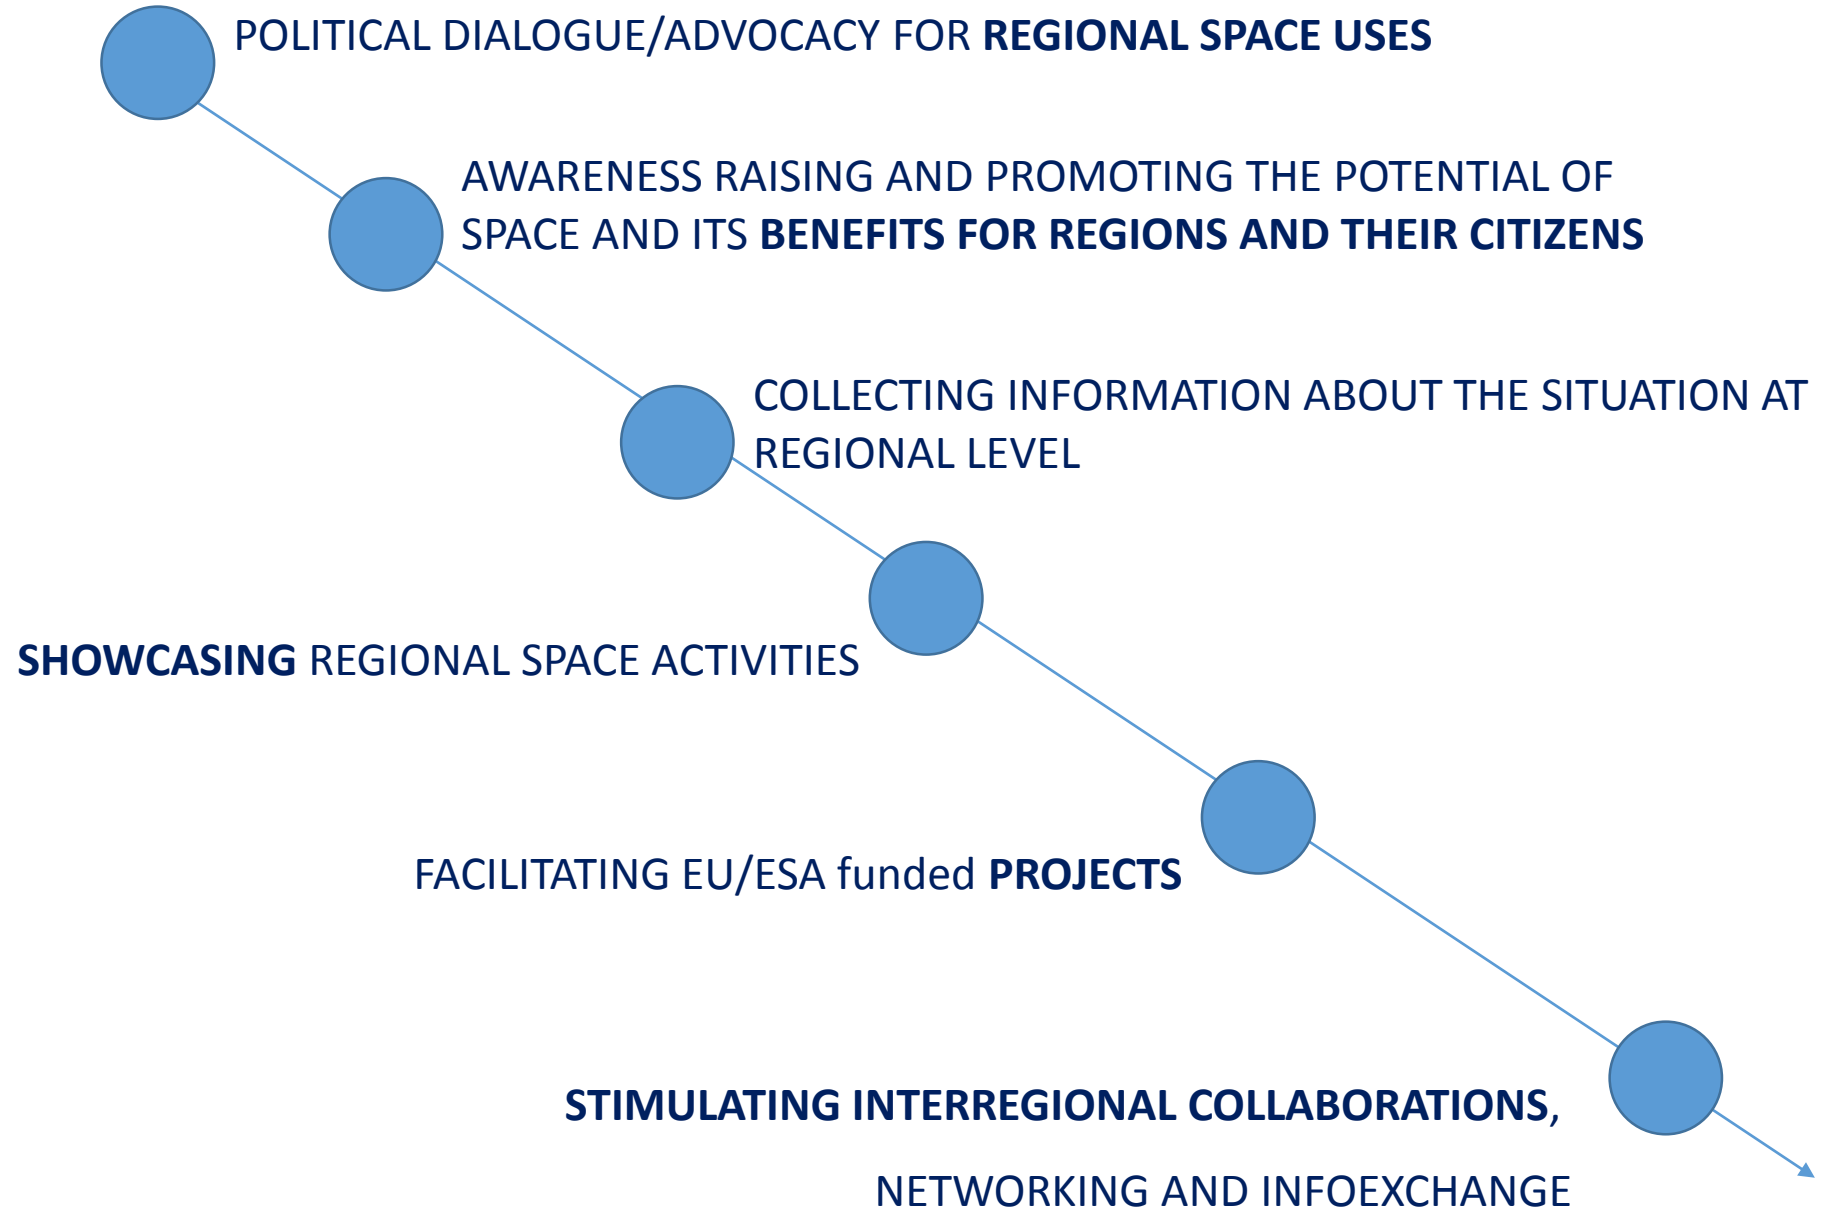 POLITICAL DIALOGUE/ADVOCACY FOR REGIONAL SPACE USES
AWARENESS RAISING AND PROMOTING THE POTENTIAL OF
SPACE AND ITS BENEFITS FOR REGIONS AND THEIR CITIZENS
COLLECTING INFORMATION ABOUT THE SITUATION AT
REGIONAL LEVEL
SHOWCASING REGIONAL SPACE ACTIVITIES
FACILITATING EU/ESA funded PROJECTS
STIMULATING INTERREGIONAL COLLABORATIONS,
NETWORKING AND INFOEXCHANGE